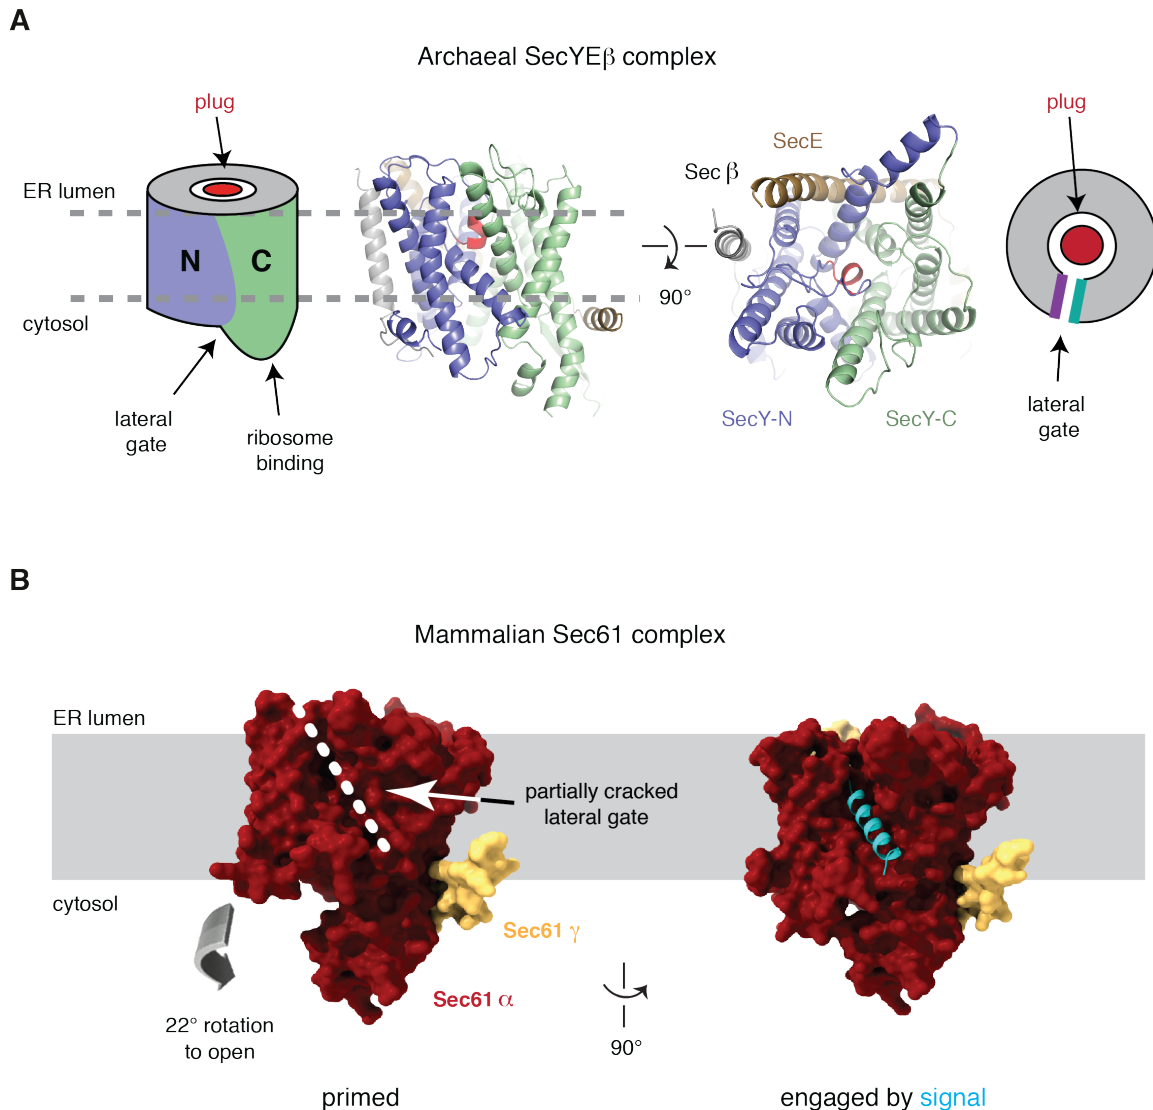 A
Archaeal SecYEβ complex
plug
ER lumen
N
C
cytosol
lateral
gate
ribosome
binding
90°
SecE
Sec β
SecY-N
SecY-C
plug
lateral
gate
B
Mammalian Sec61 complex
ER lumen
partially cracked
lateral gate
cytosol
Sec61 γ
Sec61 α
22° rotation
to open
90°
primed
engaged by signal